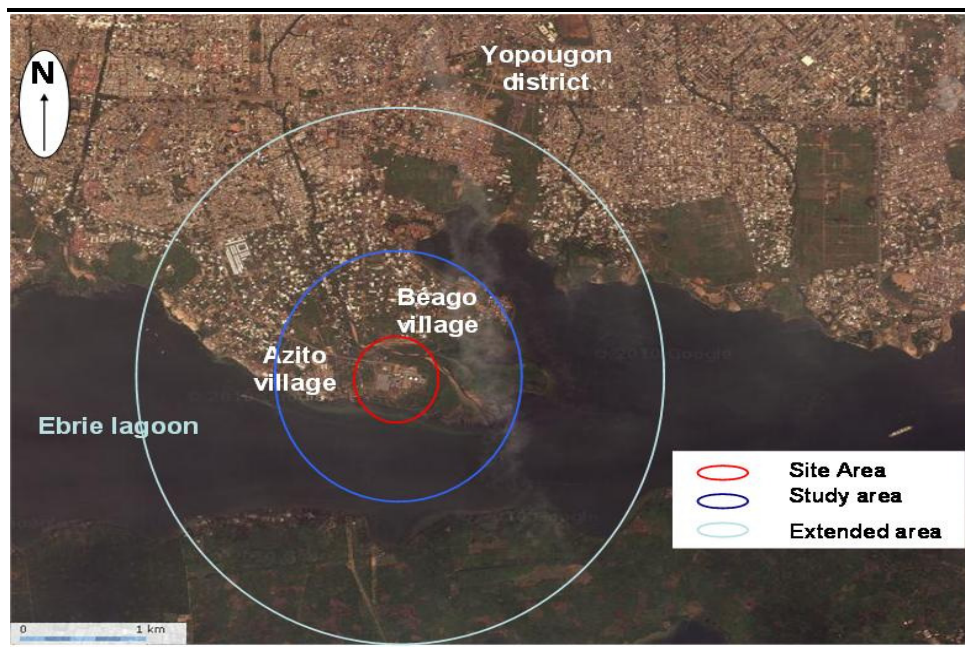 Yopougon
district
N
Béago
village
Azito
village
© 2010 Google
Ebrie lagoon
Site Area
Study area
Extended area
0 1 km